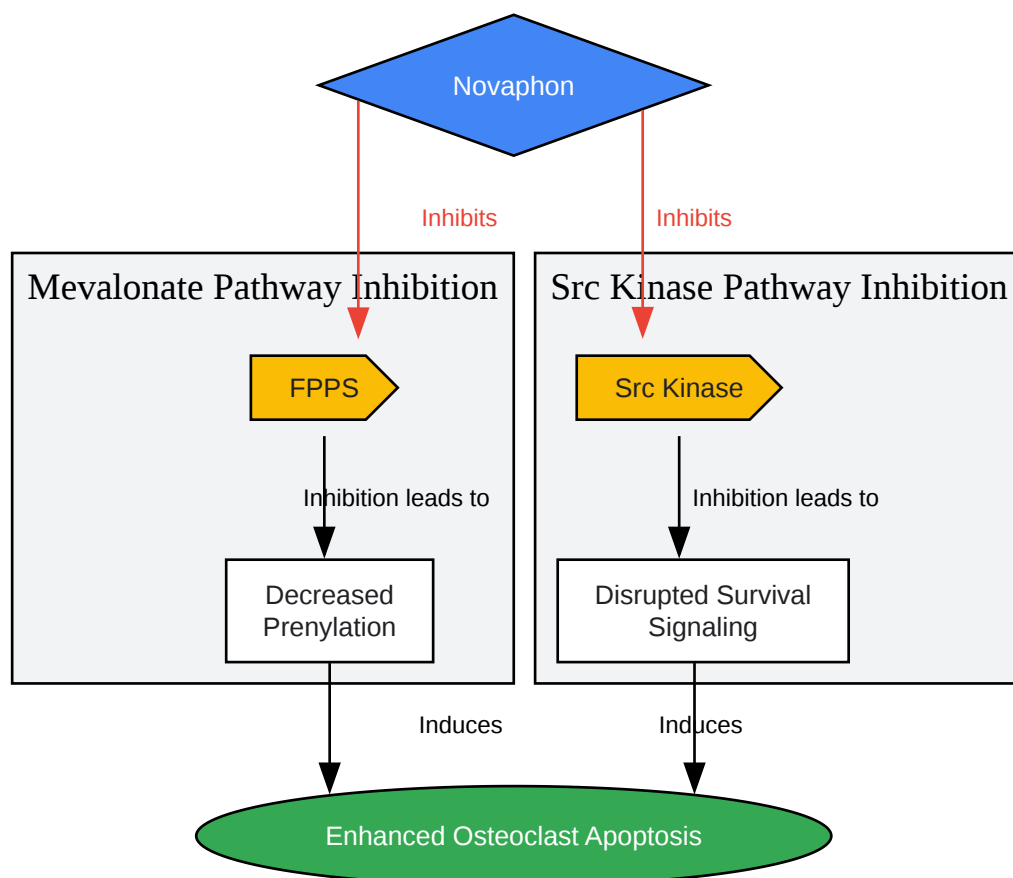 Novaphon
Inhibits
Inhibits
Mevalonate Pathway Inhibition
Src Kinase Pathway Inhibition
FPPS
Src Kinase
Inhibition leads to
Inhibition leads to
Decreased
Prenylation
Disrupted Survival
Signaling
Induces
Induces
Enhanced Osteoclast Apoptosis